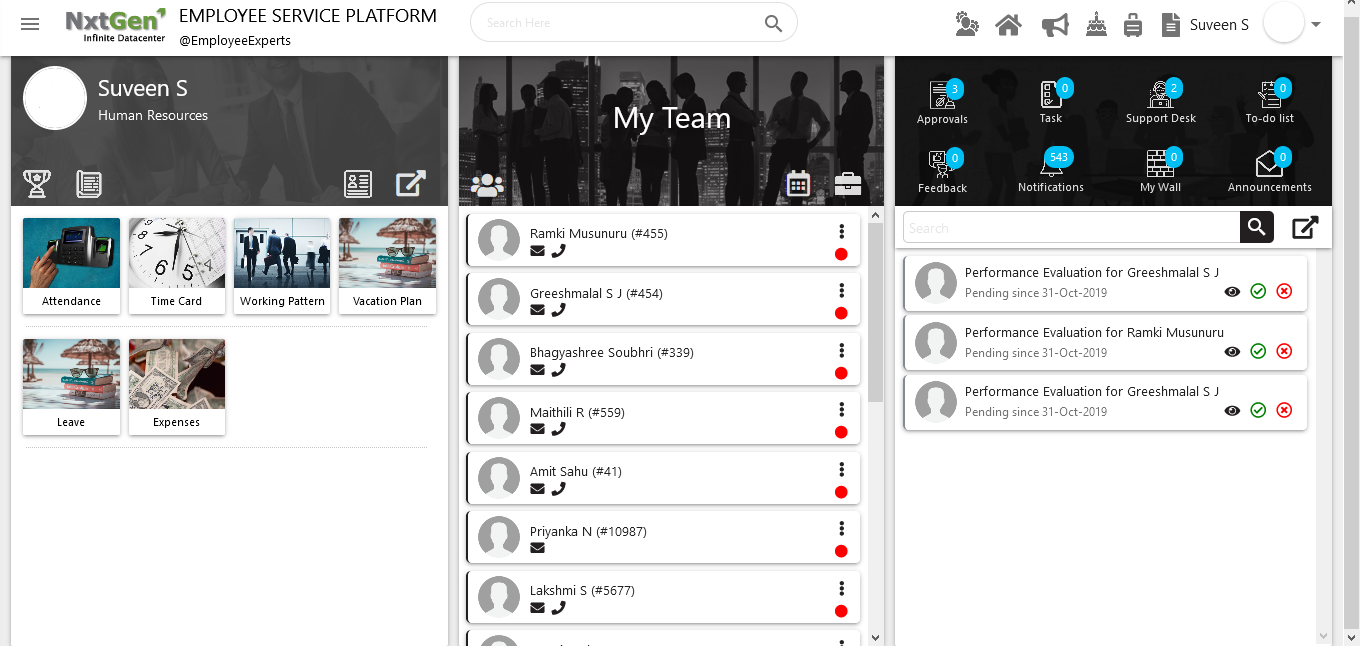 NxtGen
Infinite Datacenter
EMPLOYEE SERVICE PLATFORM
@EmployeeExperts
Search Here
Suveen S
Suveen S
Human Resources
Attendance
Time Card
Working Pattern
Vacation Plan
Leave
Expenses
My Team
Ramki Musunuru (#455)
Greeshmalal S J (#454)
Bhagyashree Soubhri (#339)
Maithili R (#559)
Amit Sahu (#41)
Priyanka N (#10987)
Lakshmi S (#5677)
3
Approvals
0
Task
2
Support Desk
0
To-do list
0
Feedback
543
Notifications
0
My Wall
0
Announcements
Search
Performance Evaluation for Greeshmalal S J
Pending since 31-Oct-2019
Performance Evaluation for Ramki Musunuru
Pending since 31-Oct-2019
Performance Evaluation for Greeshmalal S J
Pending since 31-Oct-2019